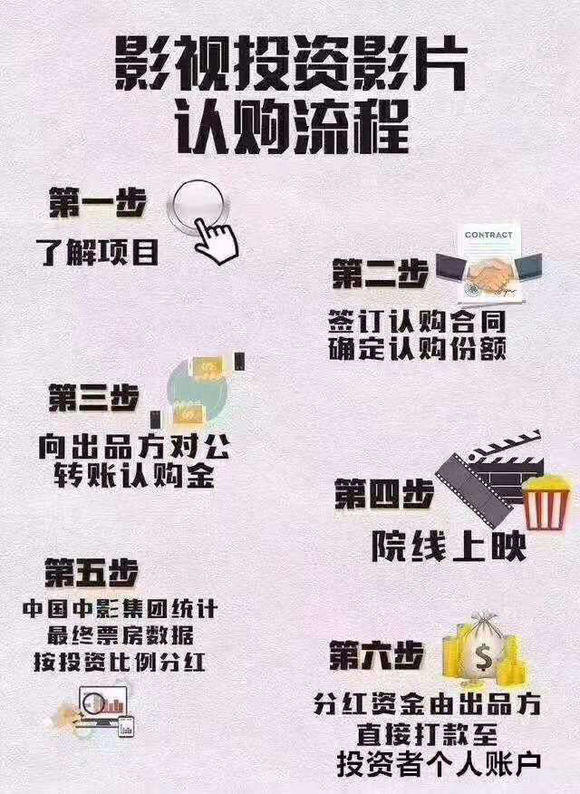 影视投资影片
认购流程
第一步
了解项目
CONTRACT
第二步
签订认购合同
确定认购份额
第三步
向出品方对公
转账认购金
第四步
院线上映
第五步
中国中影集团统计
最终票房数据
按投资比例分红
$
第六步
分红资金由出品方
直接打款至
投资者个人账户